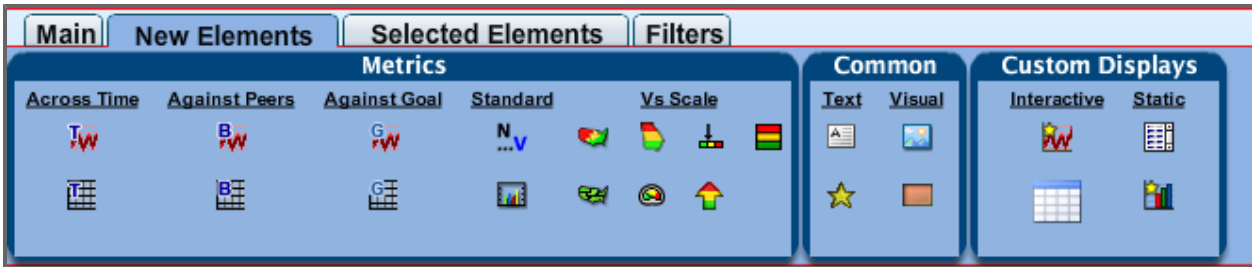 Main New Elements Selected Elements Filters
Metrics Common Custom Displays
Across Time Against Peers Against Goal Standard Vs Scale Text Visual Interactive Static
T B G N...V A
T B G